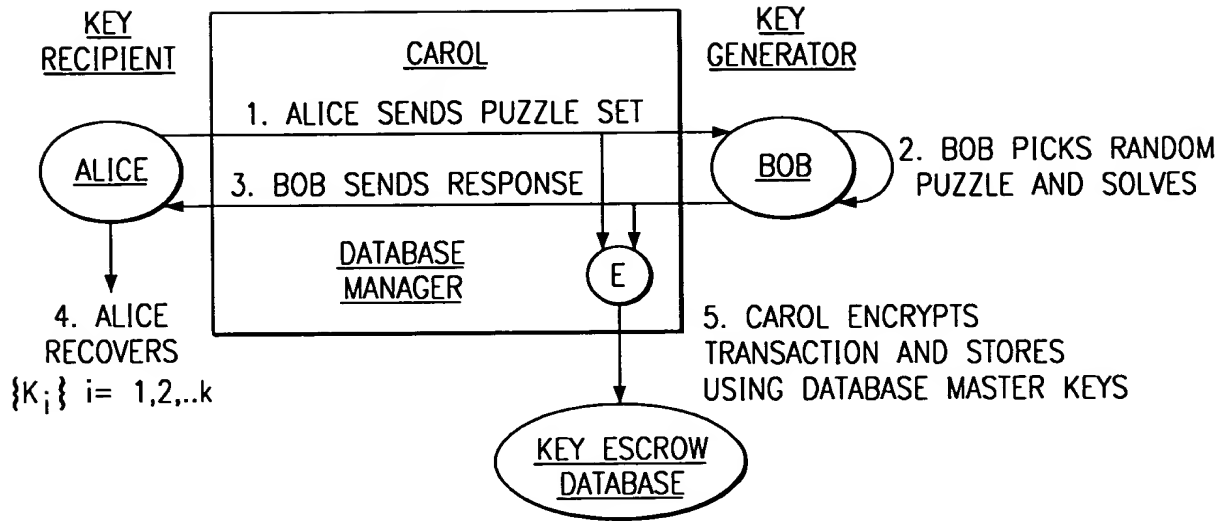 KEY
RECIPIENT
CAROL
KEY
GENERATOR
1. ALICE SENDS PUZZLE SET
ALICE
BOB
2. BOB PICKS RANDOM
PUZZLE AND SOLVES
3. BOB SENDS RESPONSE
DATABASE
MANAGER
E
4. ALICE
RECOVERS
{K_i} i= 1,2,..k
5. CAROL ENCRYPTS
TRANSACTION AND STORES
USING DATABASE MASTER KEYS
KEY ESCROW
DATABASE